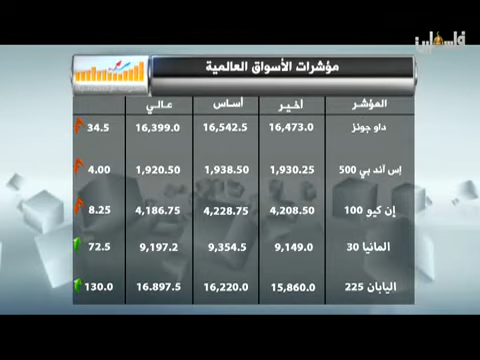 فلسطين
مؤشرات الأسواق العالمية
المؤشر أخير أساس عالي
داو جونز 16,473.0 16,542.5 16,399.0 34.5
إس آند بي 500 1,930.25 1,938.50 1,920.50 4.00
إن كيو 100 4,208.50 4,228.75 4,186.75 8.25
المانيا 30 9,149.0 9,354.5 9,197.2 72.5
اليابان 225 15,860.0 16,220.0 16.897.5 130.0